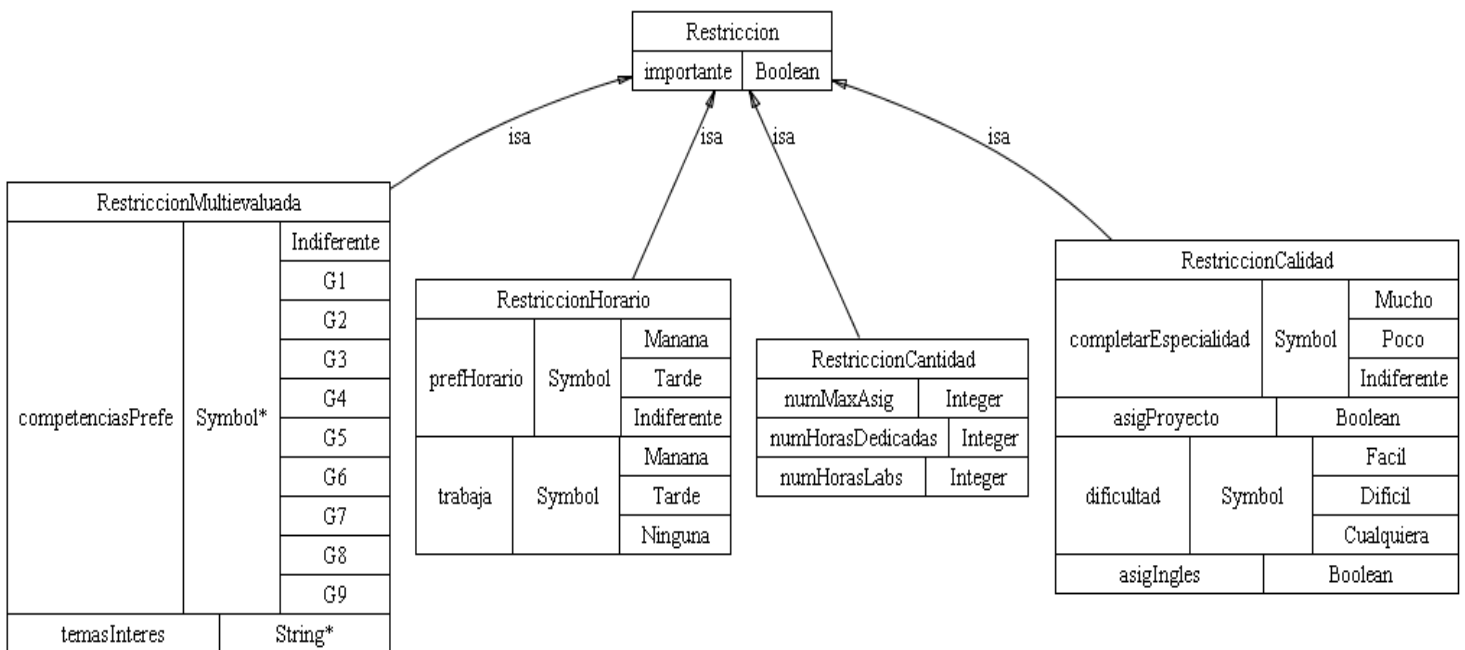 Restriccion
importante Boolean
isa isa isa isa
RestriccionMultievaluada
competenciasPrefe Symbol*
Indiferente
G1
G2
G3
G4
G5
G6
G7
G8
G9
temasInteres String*
RestriccionHorario
prefHorario Symbol
Manana
Tarde
Indiferente
trabaja Symbol
Manana
Tarde
Ninguna
RestriccionCantidad
numMaxAsig Integer
numHorasDedicadas Integer
numHorasLabs Integer
RestriccionCalidad
completarEspecialidad Symbol
Mucho
Poco
Indiferente
asigProyecto Boolean
dificultad Symbol
Facil
Dificil
Cualquiera
asigIngles Boolean